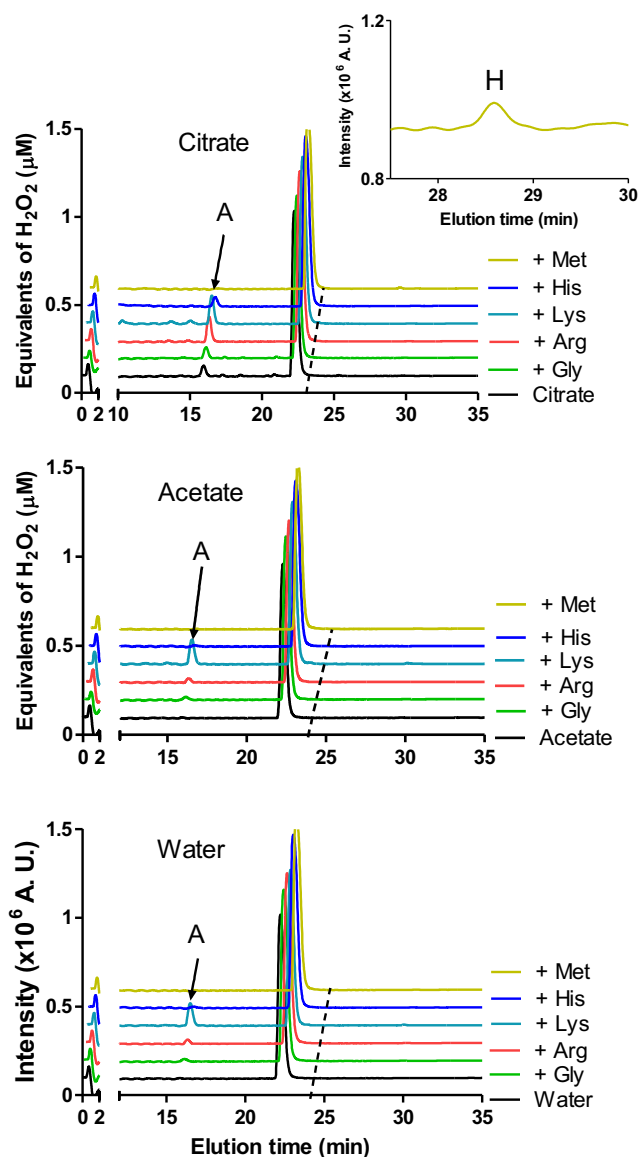 1.2
H
Intensity (x10⁶ A. U.)
0.8
28 29 30
Elution time (min)
1.5
Citrate
A
1
Equivalents of H₂O₂ (μM)
0.5
0
0 2 10 15 20 25 30 35
+ Met
+ His
+ Lys
+ Arg
+ Gly
Citrate
1.5
Acetate
A
1
Equivalents of H₂O₂ (μM)
0.5
0
0 2 15 20 25 30 35
+ Met
+ His
+ Lys
+ Arg
+ Gly
Acetate
1.5
Water
A
1
Intensity (x10⁶ A. U.)
0.5
0
0 2 15 20 25 30 35
+ Met
+ His
+ Lys
+ Arg
+ Gly
Water
Elution time (min)